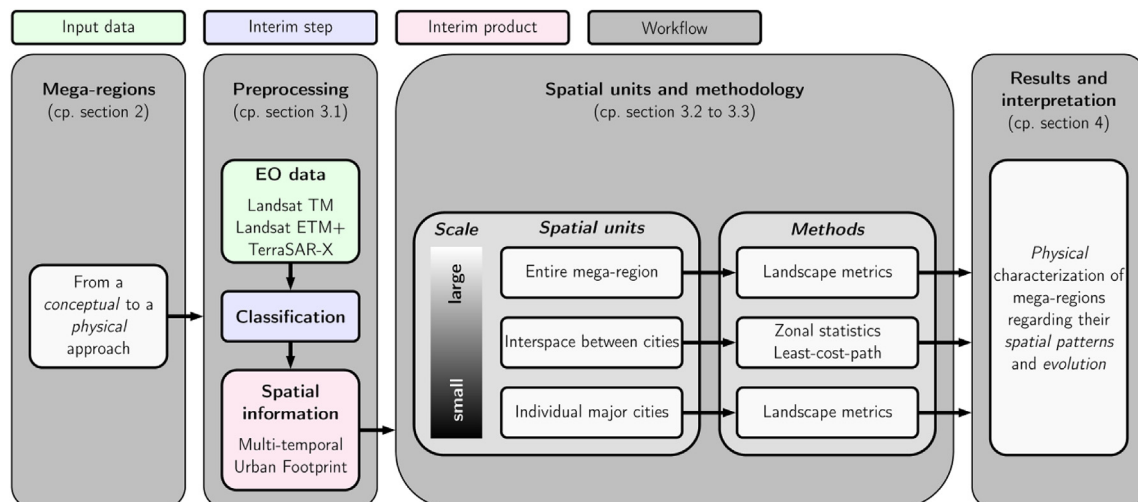 Input data
Interim step
Interim product
Workflow
Mega-regions
(cp. section 2)
From a
conceptual to a
physical
approach
Preprocessing
(cp. section 3.1)
EO data
Landsat TM
Landsat ETM+
TerraSAR-X
Classification
Spatial
information
Multi-temporal
Urban Footprint
Spatial units and methodology
(cp. section 3.2 to 3.3)
Scale
large
small
Spatial units
Entire mega-region
Interspace between cities
Individual major cities
Methods
Landscape metrics
Zonal statistics
Least-cost-path
Landscape metrics
Results and
interpretation
(cp. section 4)
Physical
characterization of
mega-regions
regarding their
spatial patterns
and evolution